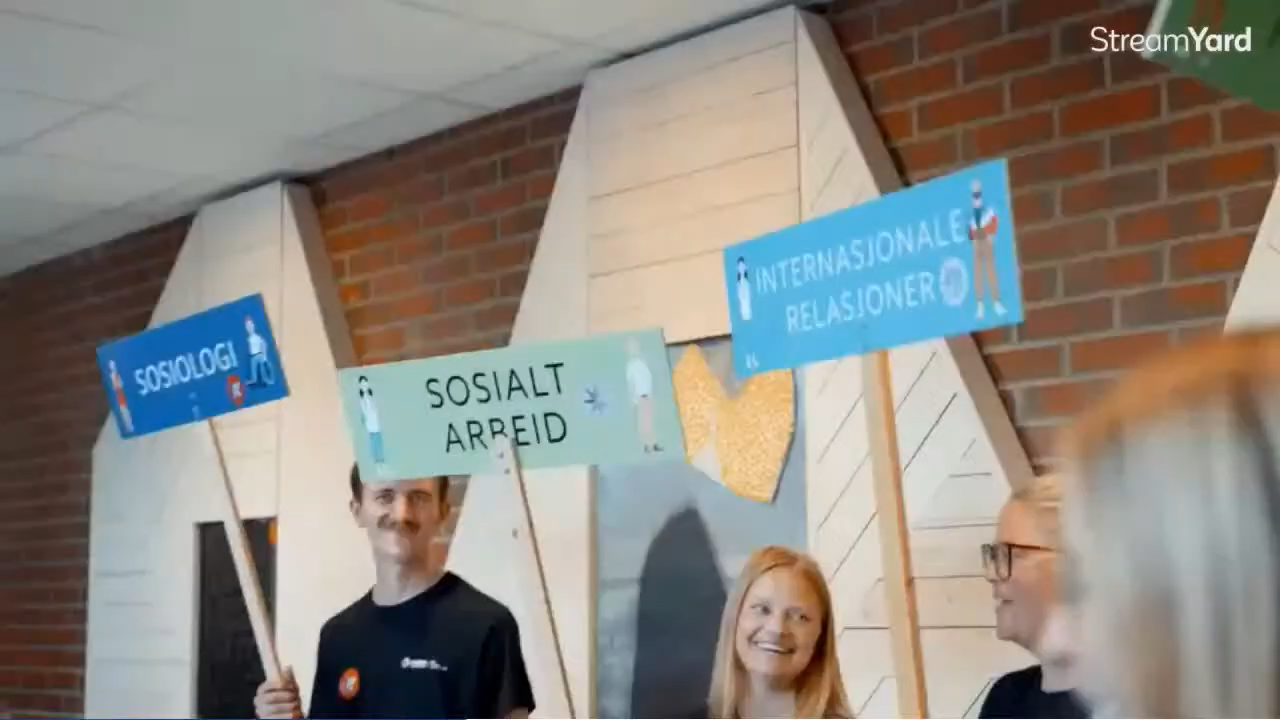 StreamYard
SOSIOLOGI
SOSIALT
ARBEID
INTERNASJONALE
RELASJONER